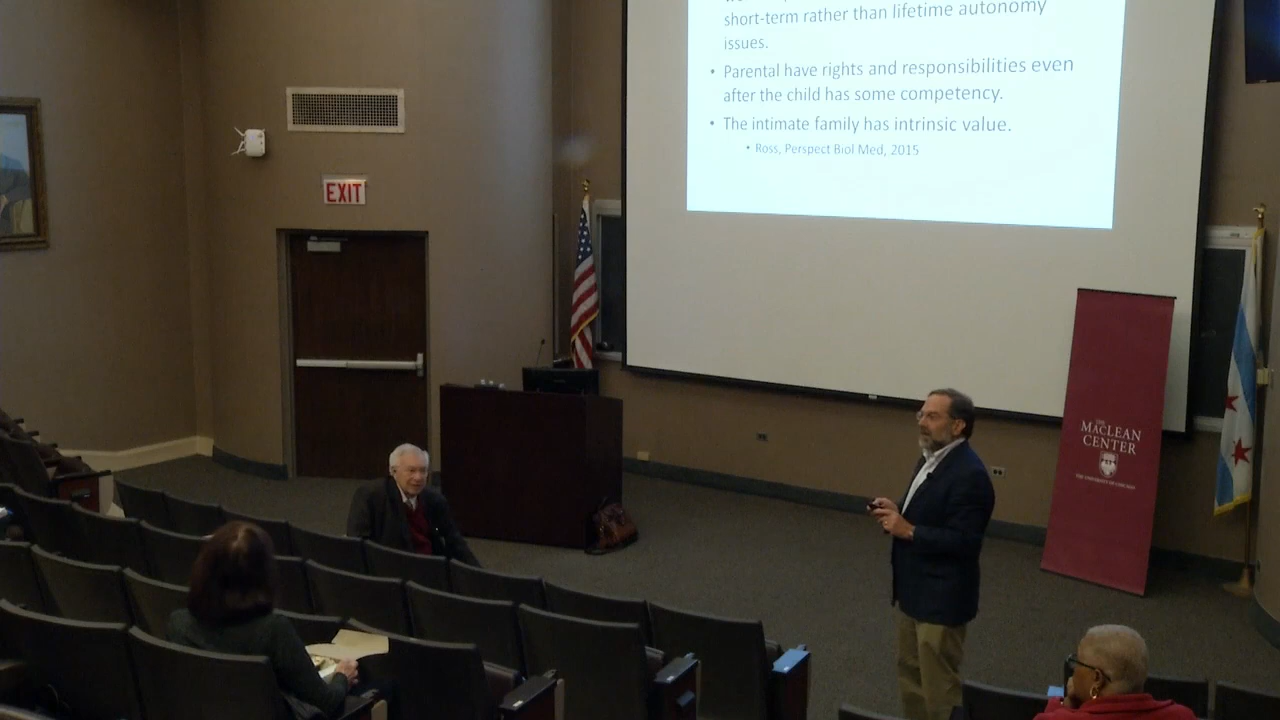 short-term rather than lifetime autonomy
issues.
• Parental have rights and responsibilities even
after the child has some competency.
• The intimate family has intrinsic value.
• Ross, Perspect Biol Med, 2015
EXIT
THE
MACLEAN
CENTER
THE UNIVERSITY OF CHICAGO